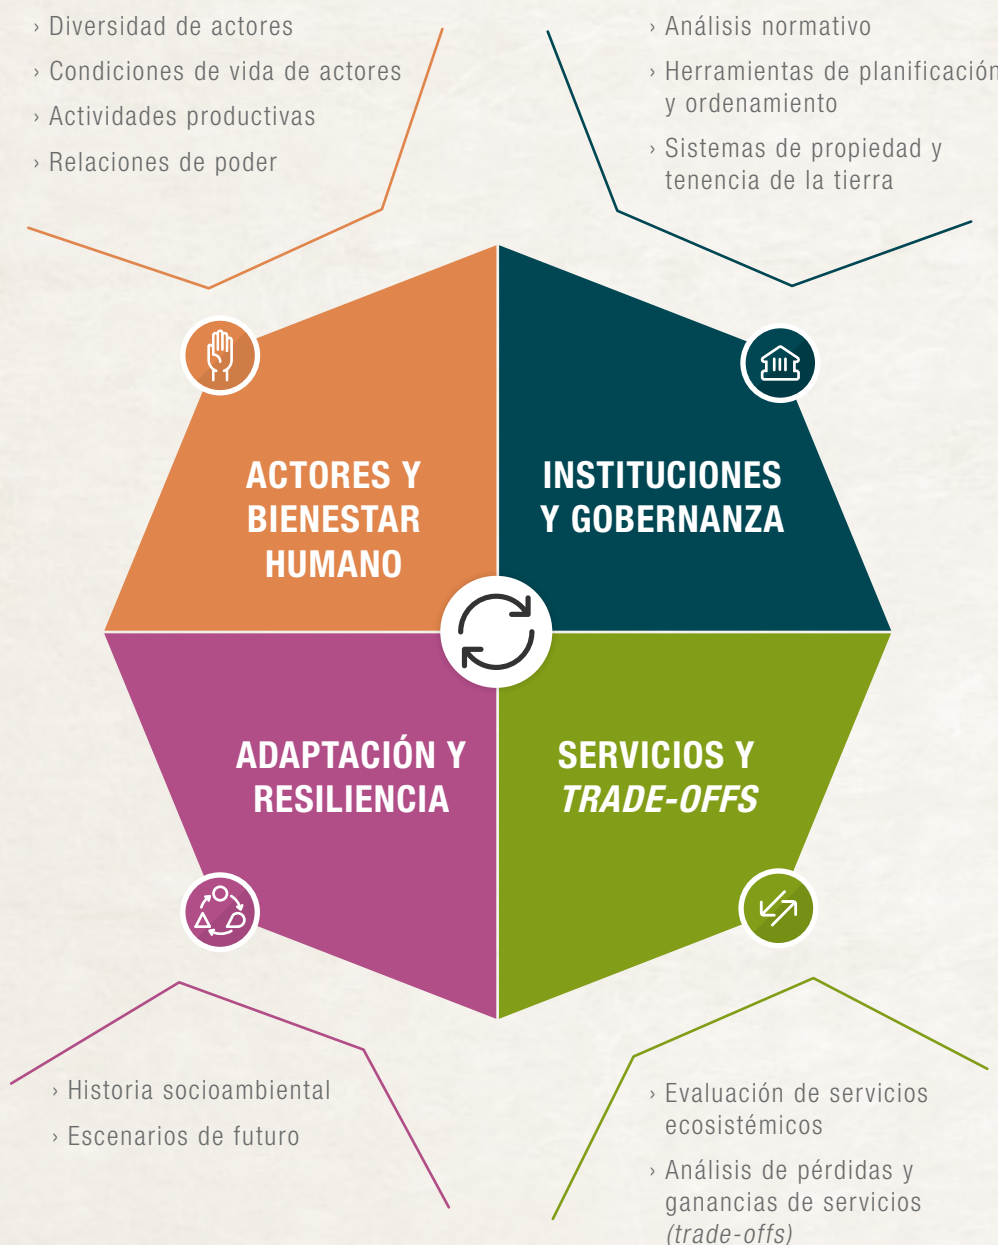 › Diversidad de actores
› Condiciones de vida de actores
› Actividades productivas
› Relaciones de poder
› Análisis normativo
› Herramientas de planificación
y ordenamiento
› Sistemas de propiedad y
tenencia de la tierra
ACTORES Y
BIENESTAR
HUMANO
INSTITUCIONES
Y GOBERNANZA
ADAPTACIÓN Y
RESILIENCIA
SERVICIOS Y
TRADE-OFFS
› Historia socioambiental
› Escenarios de futuro
› Evaluación de servicios
ecosistémicos
› Análisis de pérdidas y
ganancias de servicios
(trade-offs)